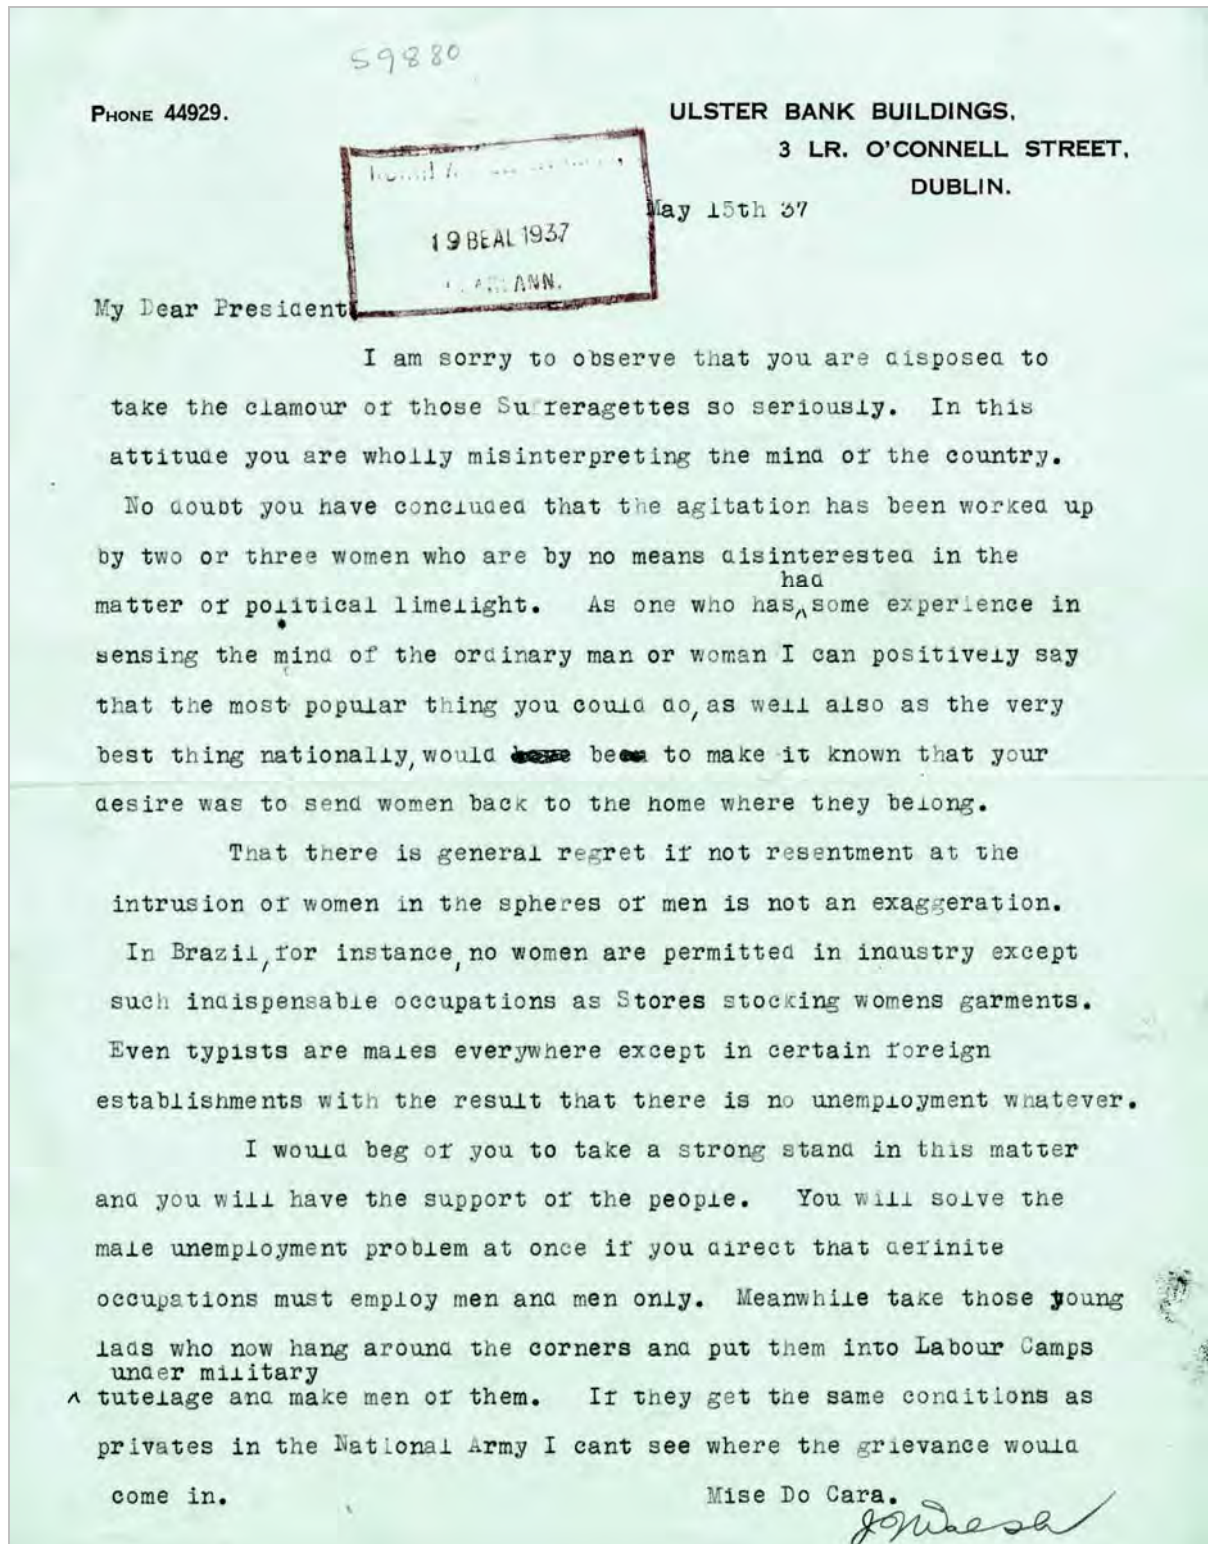 59880
PHONE 44929.
ULSTER BANK BUILDINGS,
3 LR. O'CONNELL STREET,
DUBLIN.
May 15th 37
19 BEAL 1937
My Dear President
I am sorry to observe that you are disposed to
take the clamour of those Sufferagettes so seriously. In this
attitude you are wholly misinterpreting the mind of the country.
No doubt you have concluded that the agitation has been worked up
by two or three women who are by no means disinterested in the
had
matter of political limelight. As one who has ^ some experience in
sensing the mind of the ordinary man or woman I can positively say
that the most popular thing you could do, as well also as the very
best thing nationally, would be to make it known that your
desire was to send women back to the home where they belong.
That there is general regret if not resentment at the
intrusion of women in the spheres of men is not an exaggeration.
In Brazil, for instance, no women are permitted in industry except
such indispensable occupations as Stores stocking womens garments.
Even typists are males everywhere except in certain foreign
establishments with the result that there is no unemployment whatever.
I would beg of you to take a strong stand in this matter
and you will have the support of the people. You will solve the
male unemployment problem at once if you direct that definite
occupations must employ men and men only. Meanwhile take those young
lads who now hang around the corners and put them into Labour Camps
under military
^ tutelage and make men of them. If they get the same conditions as
privates in the National Army I cant see where the grievance would
come in.
Mise Do Cara.
J J Walsh